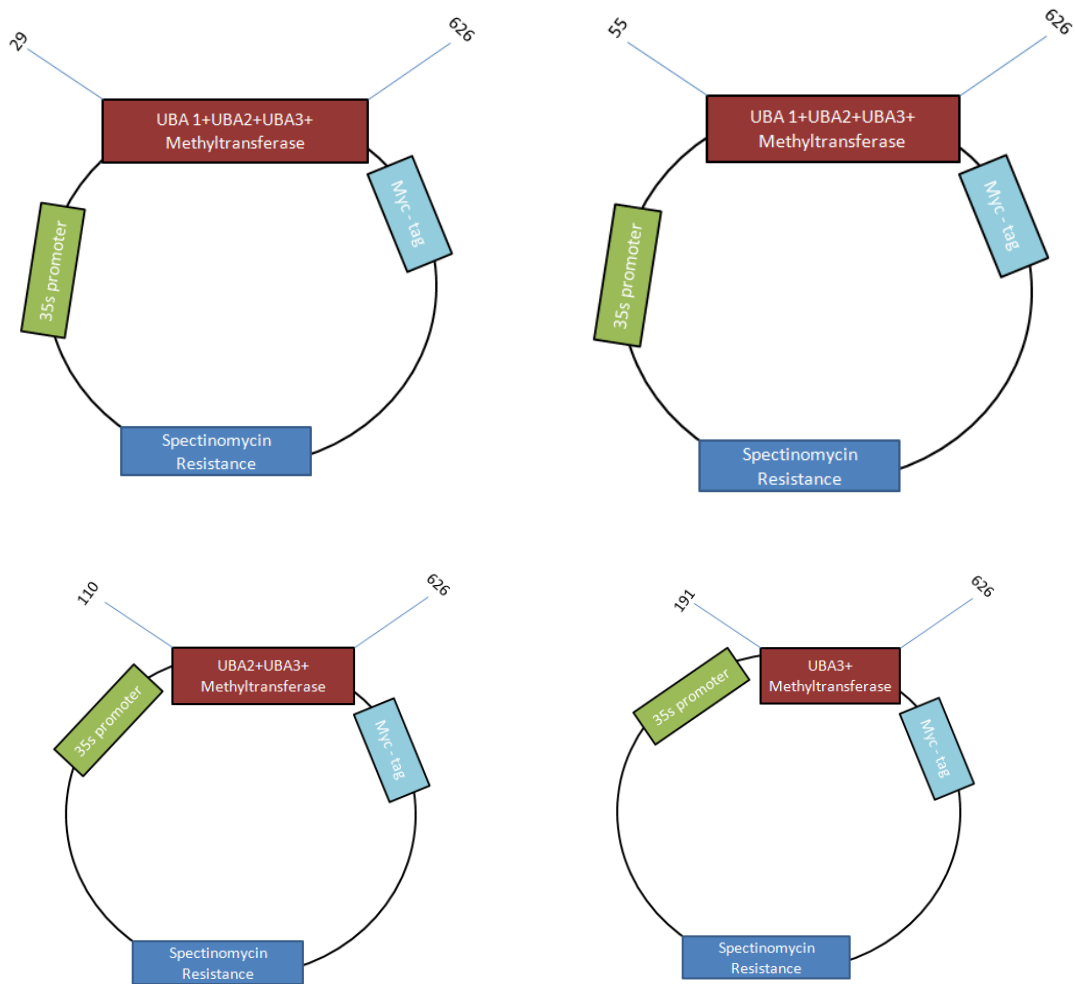 29
626
UBA 1+UBA2+UBA3+
Methyltransferase
35s promoter
Myc - tag
Spectinomycin
Resistance
55
626
UBA 1+UBA2+UBA3+
Methyltransferase
35s promoter
Myc - tag
Spectinomycin
Resistance
110
626
UBA2+UBA3+
Methyltransferase
35s promoter
Myc - tag
Spectinomycin
Resistance
191
626
UBA3+
Methyltransferase
35s promoter
Myc - tag
Spectinomycin
Resistance